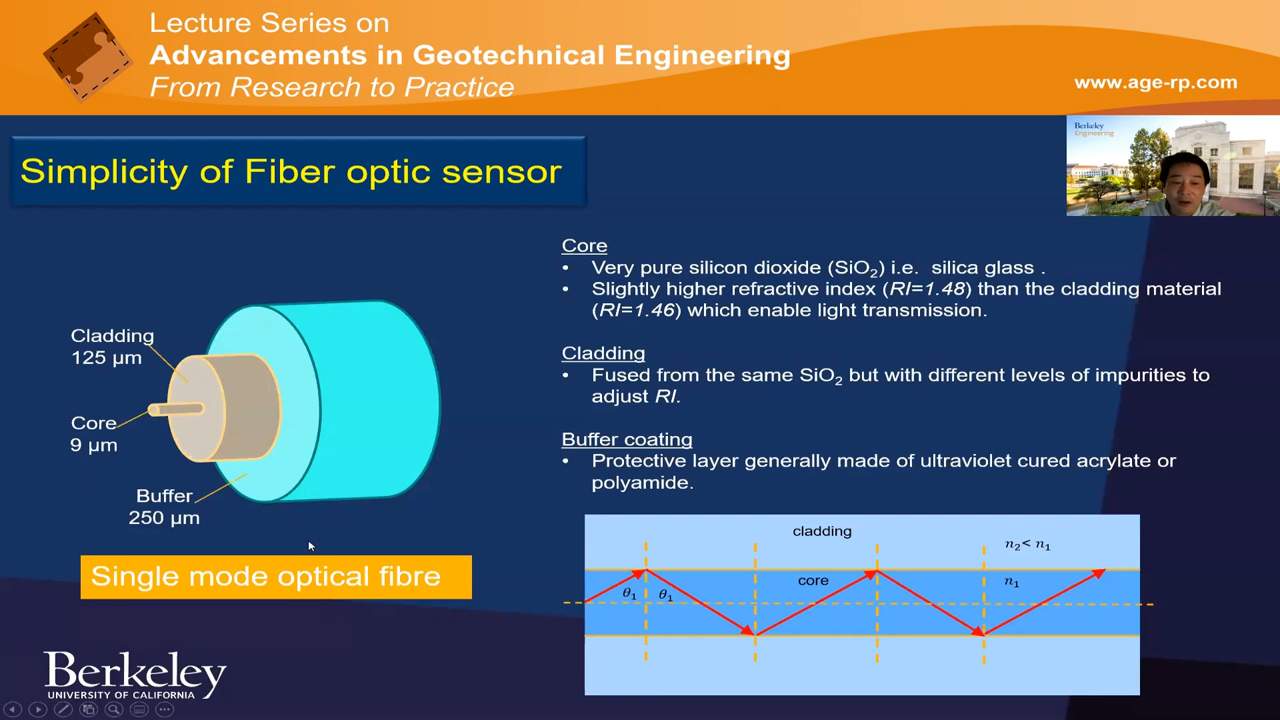 Lecture Series on
Advancements in Geotechnical Engineering
From Research to Practice
www.age-rp.com
Berkeley
Engineering
Simplicity of Fiber optic sensor
Cladding
125 µm
Core
9 µm
Buffer
250 µm
Single mode optical fibre
Core
• Very pure silicon dioxide (SiO₂) i.e. silica glass .
• Slightly higher refractive index (RI=1.48) than the cladding material
(RI=1.46) which enable light transmission.
Cladding
• Fused from the same SiO₂ but with different levels of impurities to
adjust RI.
Buffer coating
• Protective layer generally made of ultraviolet cured acrylate or
polyamide.
cladding
n₂< n₁
core
n₁
θ₁ θ₁
Berkeley
UNIVERSITY OF CALIFORNIA